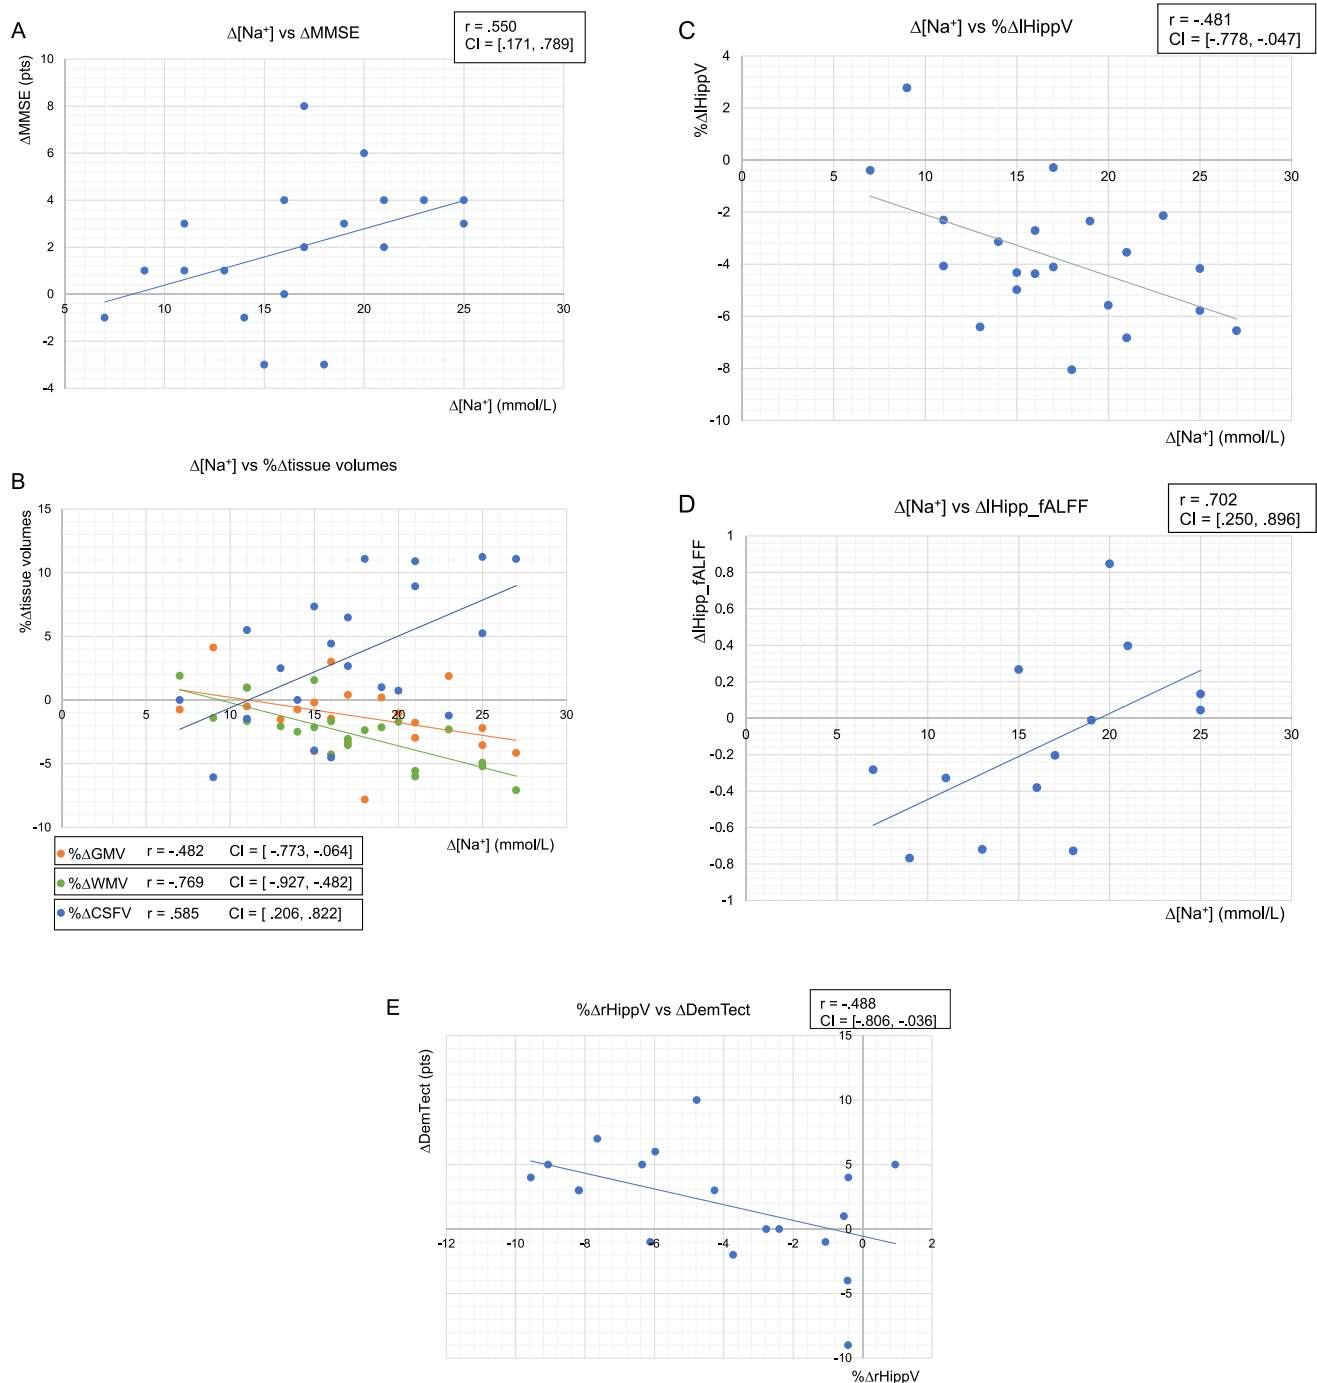 A
Δ[Na⁺] vs ΔMMSE
r = .550
CI = [.171, .789]
ΔMMSE (pts)
10
8
6
4
2
0
-2
-4
5
10
15
20
25
30
Δ[Na⁺] (mmol/L)
B
Δ[Na⁺] vs %Δtissue volumes
%Δtissue volumes
15
10
5
0
-5
-10
0
5
10
15
20
25
30
Δ[Na⁺] (mmol/L)
%ΔGMV r = -.482 CI = [ -.773, -.064]
%ΔWMV r = -.769 CI = [ -.927, -.482]
%ΔCSFV r = .585 CI = [ .206, .822]
C
Δ[Na⁺] vs %ΔlHippV
r = -.481
CI = [-.778, -.047]
%ΔlHippV
4
2
0
-2
-4
-6
-8
-10
0
5
10
15
20
25
30
Δ[Na⁺] (mmol/L)
D
Δ[Na⁺] vs ΔlHipp_fALFF
r = .702
CI = [.250, .896]
ΔlHipp_fALFF
1
0.8
0.6
0.4
0.2
0
-0.2
-0.4
-0.6
-0.8
-1
0
5
10
15
20
25
30
Δ[Na⁺] (mmol/L)
E
%ΔrHippV vs ΔDemTect
r = -.488
CI = [-.806, -.036]
ΔDemTect (pts)
15
10
5
0
-5
-10
-12
-10
-8
-6
-4
-2
0
2
%ΔrHippV